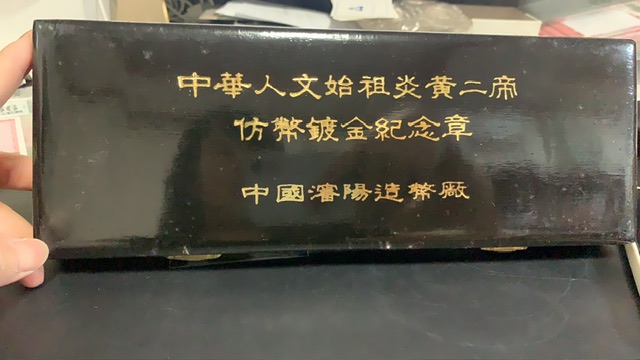 中華人文始祖炎黃二帝
仿幣鍍金紀念章
中國瀋陽造幣廠